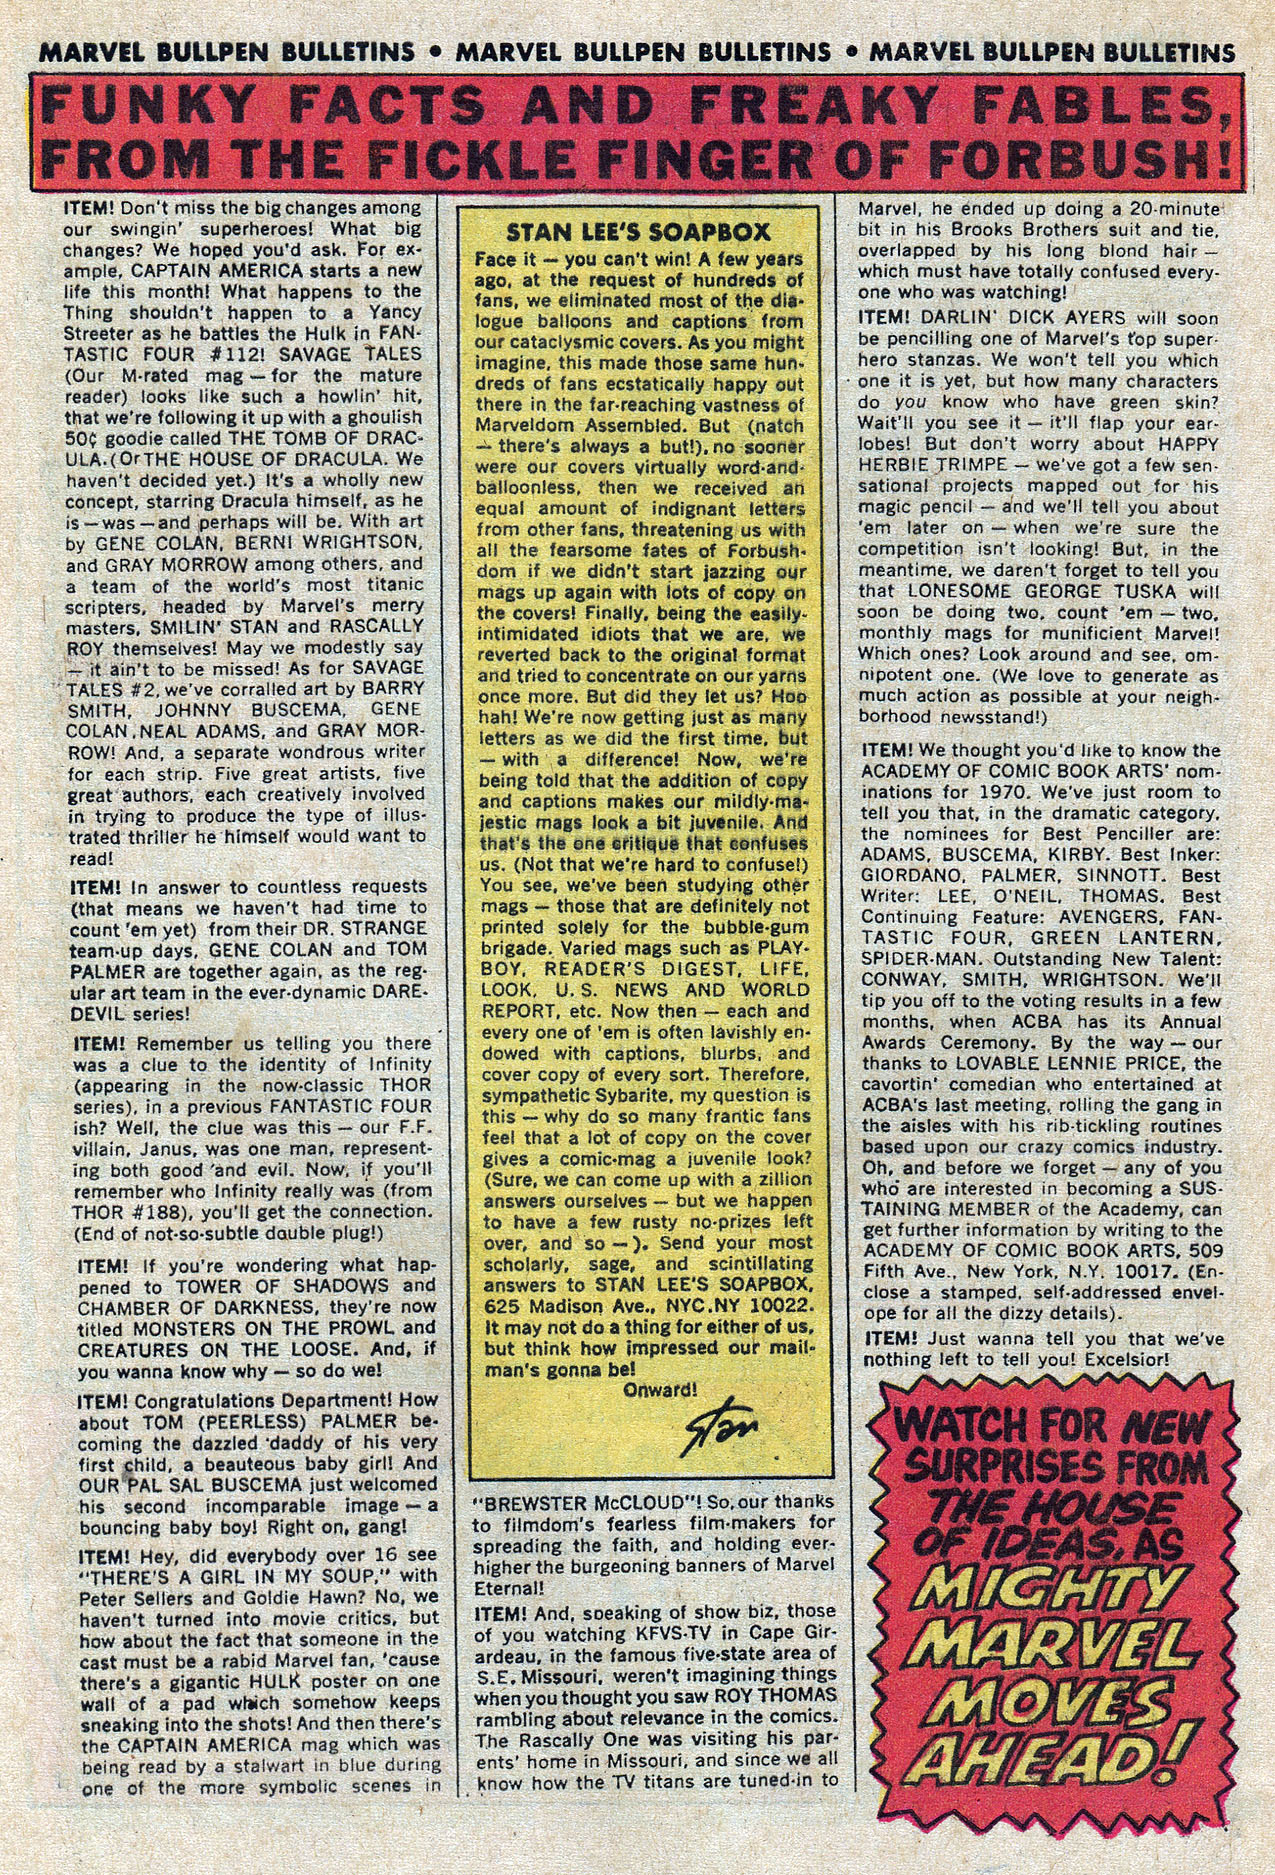 MARVEL BULLPEN BULLETINS • MARVEL BULLPEN BULLETINS • MARVEL BULLPEN BULLETINS
FUNKY FACTS AND FREAKY FABLES,
FROM THE FICKLE FINGER OF FORBUSH!
ITEM! Don't miss the big changes among
our swingin' superheroes! What big
changes? We hoped you'd ask. For ex-
ample, CAPTAIN AMERICA starts a new
life this month! What happens to the
Thing shouldn't happen to a Yancy
Streeter as he battles the Hulk in FAN-
TASTIC FOUR #112! SAVAGE TALES
(Our M-rated mag — for the mature
reader) looks like such a howlin' hit,
that we're following it up with a ghoulish
50¢ goodie called THE TOMB OF DRAC-
ULA. (Or THE HOUSE OF DRACULA. We
haven't decided yet.) It's a wholly new
concept, starring Dracula himself, as he
is — was — and perhaps will be. With art
by GENE COLAN, BERNI WRIGHTSON,
and GRAY MORROW among others, and
a team of the world's most titanic
scripters, headed by Marvel's merry
masters, SMILIN' STAN and RASCALLY
ROY themselves! May we modestly say
— it ain't to be missed! As for SAVAGE
TALES #2, we've corralled art by BARRY
SMITH, JOHNNY BUSCEMA, GENE
COLAN, NEAL ADAMS, and GRAY MOR-
ROW! And, a separate wondrous writer
for each strip. Five great artists, five
great authors, each creatively involved
in trying to produce the type of illus-
trated thriller he himself would want to
read!
ITEM! In answer to countless requests
(that means we haven't had time to
count 'em yet) from their DR. STRANGE
team-up days, GENE COLAN and TOM
PALMER are together again, as the reg-
ular art team in the ever-dynamic DARE-
DEVIL series!
ITEM! Remember us telling you there
was a clue to the identity of Infinity
(appearing in the now-classic THOR
series), in a previous FANTASTIC FOUR
ish? Well, the clue was this — our F.F.
villain, Janus, was one man, represent-
ing both good and evil. Now, if you'll
remember who Infinity really was (from
THOR #188), you'll get the connection.
(End of not-so-subtle double plug!)
ITEM! If you're wondering what hap-
pened to TOWER OF SHADOWS and
CHAMBER OF DARKNESS, they're now
titled MONSTERS ON THE PROWL and
CREATURES ON THE LOOSE. And, if
you wanna know why — so do we!
ITEM! Congratulations Department! How
about TOM (PEERLESS) PALMER be-
coming the dazzled daddy of his very
first child, a beauteous baby girl! And
OUR PAL SAL BUSCEMA just welcomed
his second incomparable image — a
bouncing baby boy! Right on, gang!
ITEM! Hey, did everybody over 16 see
"THERE'S A GIRL IN MY SOUP," with
Peter Sellers and Goldie Hawn? No, we
haven't turned into movie critics, but
how about the fact that someone in the
cast must be a rabid Marvel fan, 'cause
there's a gigantic HULK poster on one
wall of a pad which somehow keeps
sneaking into the shots! And then there's
the CAPTAIN AMERICA mag which was
being read by a stalwart in blue during
one of the more symbolic scenes in
STAN LEE'S SOAPBOX
Face it — you can't win! A few years
ago, at the request of hundreds of
fans, we eliminated most of the dia-
logue balloons and captions from
our cataclysmic covers. As you might
imagine, this made those same hun-
dreds of fans ecstatically happy out
there in the far-reaching vastness of
Marveldom Assembled. But (natch
— there's always a but!), no sooner
were our covers virtually word-and-
balloonless, then we received an
equal amount of indignant letters
from other fans, threatening us with
all the fearsome fates of Forbush-
dom if we didn't start jazzing our
mags up again with lots of copy on
the covers! Finally, being the easily-
intimidated idiots that we are, we
reverted back to the original format
and tried to concentrate on our yarns
once more. But did they let us? Hoo
hah! We're now getting just as many
letters as we did the first time, but
— with a difference! Now, we're
being told that the addition of copy
and captions makes our mildly-ma-
jestic mags look a bit juvenile. And
that's the one critique that confuses
us. (Not that we're hard to confuse!)
You see, we've been studying other
mags — those that are definitely not
printed solely for the bubble-gum
brigade. Varied mags such as PLAY-
BOY, READER'S DIGEST, LIFE,
LOOK, U.S. NEWS AND WORLD
REPORT, etc. Now then — each and
every one of 'em is often lavishly en-
dowed with captions, blurbs, and
cover copy of every sort. Therefore,
sympathetic Sybarite, my question is
this — why do so many frantic fans
feel that a lot of copy on the cover
gives a comic-mag a juvenile look?
(Sure, we can come up with a zillion
answers ourselves — but we happen
to have a few rusty no-prizes left
over, and so —). Send your most
scholarly, sage, and scintillating
answers to STAN LEE'S SOAPBOX,
625 Madison Ave., NYC, NY 10022.
It may not do a thing for either of us,
but think how impressed our mail-
man's gonna be!
Onward!
Stan
"BREWSTER McCLOUD"! So, our thanks
to filmdom's fearless film-makers for
spreading the faith, and holding ever-
higher the burgeoning banners of Marvel
Eternal!
ITEM! And, speaking of show biz, those
of you watching KFVS-TV in Cape Gir-
ardeau, in the famous five-state area of
S.E. Missouri, weren't imagining things
when you thought you saw ROY THOMAS
rambling about relevance in the comics.
The Rascally One was visiting his par-
ents' home in Missouri, and since we all
know how the TV titans are tuned-in to
Marvel, he ended up doing a 20-minute
bit in his Brooks Brothers suit and tie,
overlapped by his long blond hair —
which must have totally confused every-
one who was watching!
ITEM! DARLIN' DICK AYERS will soon
be pencilling one of Marvel's top super-
hero stanzas. We won't tell you which
one it is yet, but how many characters
do you know who have green skin?
Wait'll you see it — it'll flap your ear-
lobes! But don't worry about HAPPY
HERBIE TRIMPE — we've got a few sen-
sational projects mapped out for his
magic pencil — and we'll tell you about
'em later on — when we're sure the
competition isn't looking! But, in the
meantime, we daren't forget to tell you
that LONESOME GEORGE TUSKA will
soon be doing two, count 'em — two,
monthly mags for munificient Marvel!
Which ones? Look around and see, om-
nipotent one. (We love to generate as
much action as possible at your neigh-
borhood newsstand!)
ITEM! We thought you'd like to know the
ACADEMY OF COMIC BOOK ARTS' nom-
inations for 1970. We've just room to
tell you that, in the dramatic category,
the nominees for Best Penciller are:
ADAMS, BUSCEMA, KIRBY. Best Inker:
GIORDANO, PALMER, SINNOTT. Best
Writer: LEE, O'NEIL, THOMAS. Best
Continuing Feature: AVENGERS, FAN-
TASTIC FOUR, GREEN LANTERN,
SPIDER-MAN. Outstanding New Talent:
CONWAY, SMITH, WRIGHTSON. We'll
tip you off to the voting results in a few
months, when ACBA has its Annual
Awards Ceremony. By the way — our
thanks to LOVABLE LENNIE PRICE, the
cavortin' comedian who entertained at
ACBA's last meeting, rolling the gang in
the aisles with his rib-tickling routines
based upon our crazy comics industry.
Oh, and before we forget — any of you
who are interested in becoming a SUS-
TAINING MEMBER of the Academy, can
get further information by writing to the
ACADEMY OF COMIC BOOK ARTS, 509
Fifth Ave., New York, N.Y. 10017. (En-
close a stamped, self-addressed envel-
ope for all the dizzy details).
ITEM! Just wanna tell you that we've
nothing left to tell you! Excelsior!
WATCH FOR NEW
SURPRISES FROM
THE HOUSE
OF IDEAS, AS
MIGHTY
MARVEL
MOVES
AHEAD!